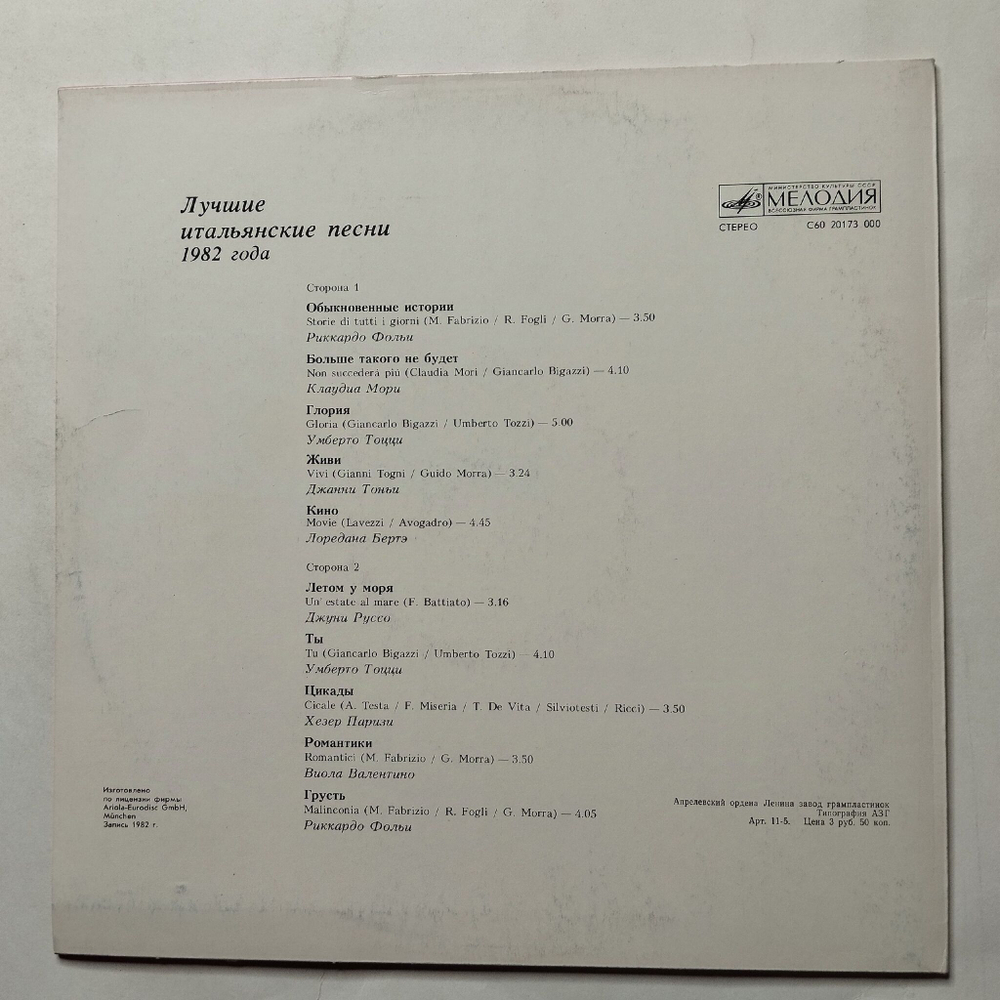 Лучшие
итальянские песни
1982 года
МИНИСТЕРСТВО КУЛЬТУРЫ СССР
МЕЛОДИЯ
ВСЕСОЮЗНАЯ ФИРМА ГРАМПЛАСТИНОК
СТЕРЕО С60 20173 000
Сторона 1
Обыкновенные истории
Storie di tutti i giorni (M. Fabrizio / R. Fogli / G. Morra) — 3.50
Риккардо Фольи
Больше такого не будет
Non succederà più (Claudia Mori / Giancarlo Bigazzi) — 4.10
Клаудиа Мори
Глория
Gloria (Giancarlo Bigazzi / Umberto Tozzi) — 5.00
Умберто Тоцци
Живи
Vivi (Gianni Togni / Guido Morra) — 3.24
Джанни Тоньи
Кино
Movie (Lavezzi / Avogadro) — 4.45
Лоредана Бертэ
Сторона 2
Летом у моря
Un' estate al mare (F. Battiato) — 3.16
Джуни Руссо
Ты
Tu (Giancarlo Bigazzi / Umberto Tozzi) — 4.10
Умберто Тоцци
Цикады
Cicale (A. Testa / F. Miseria / T. De Vita / Silviotesti / Ricci) — 3.50
Хезер Паризи
Романтики
Romantici (M. Fabrizio / G. Morra) — 3.50
Виола Валентино
Грусть
Malinconia (M. Fabrizio / R. Fogli / G. Morra) — 4.05
Риккардо Фольи
Изготовлено
по лицензии фирмы
Ariola-Eurodisc GmbH,
München
Запись 1982 г.
Апрелевский ордена Ленина завод грампластинок
Типография АЗГ
Арт. 11-5. Цена 3 руб. 50 коп.